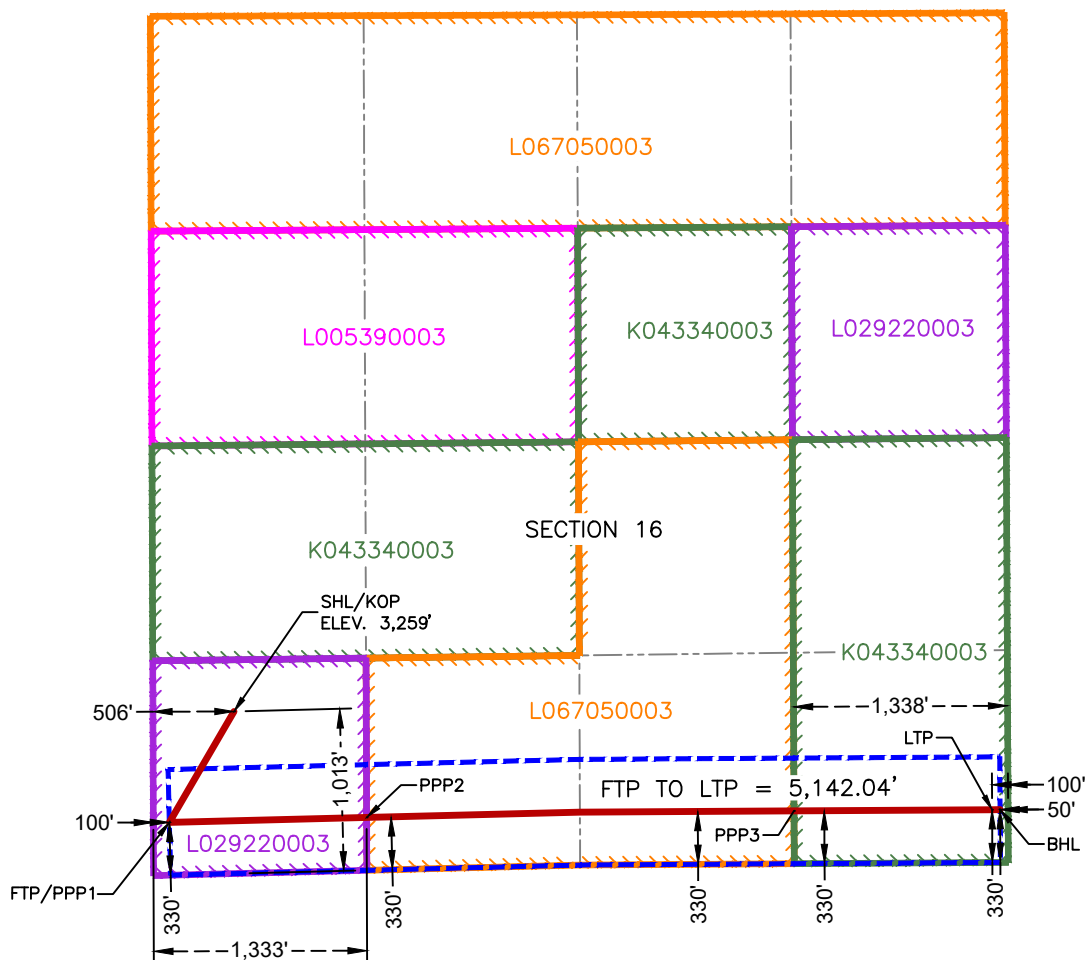 L067050003
L005390003
K043340003
L029220003
SECTION 16
K043340003
SHL/KOP
ELEV. 3,259'
K043340003
506'
L067050003
1,338'
1,013'
LTP
PPP2
FTP TO LTP = 5,142.04'
100'
50'
100'
PPP3
BHL
L029220003
FTP/PPP1
330'
330'
330'
330'
330'
330'
1,333'